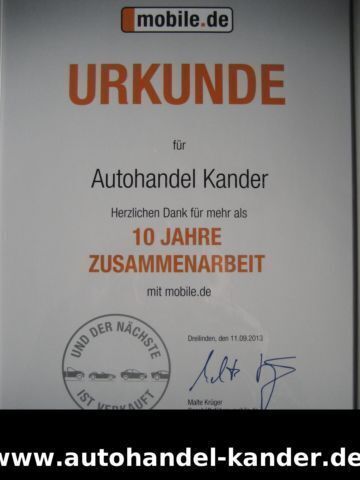 mobile.de
URKUNDE
für
Autohandel Kander
Herzlichen Dank für mehr als
10 JAHRE
ZUSAMMENARBEIT
mit mobile.de
Dreilinden, den 11.09.2013
UND DER NÄCHSTE
IST VERKAUFT
Malte Krüger
www.autohandel-kander.de